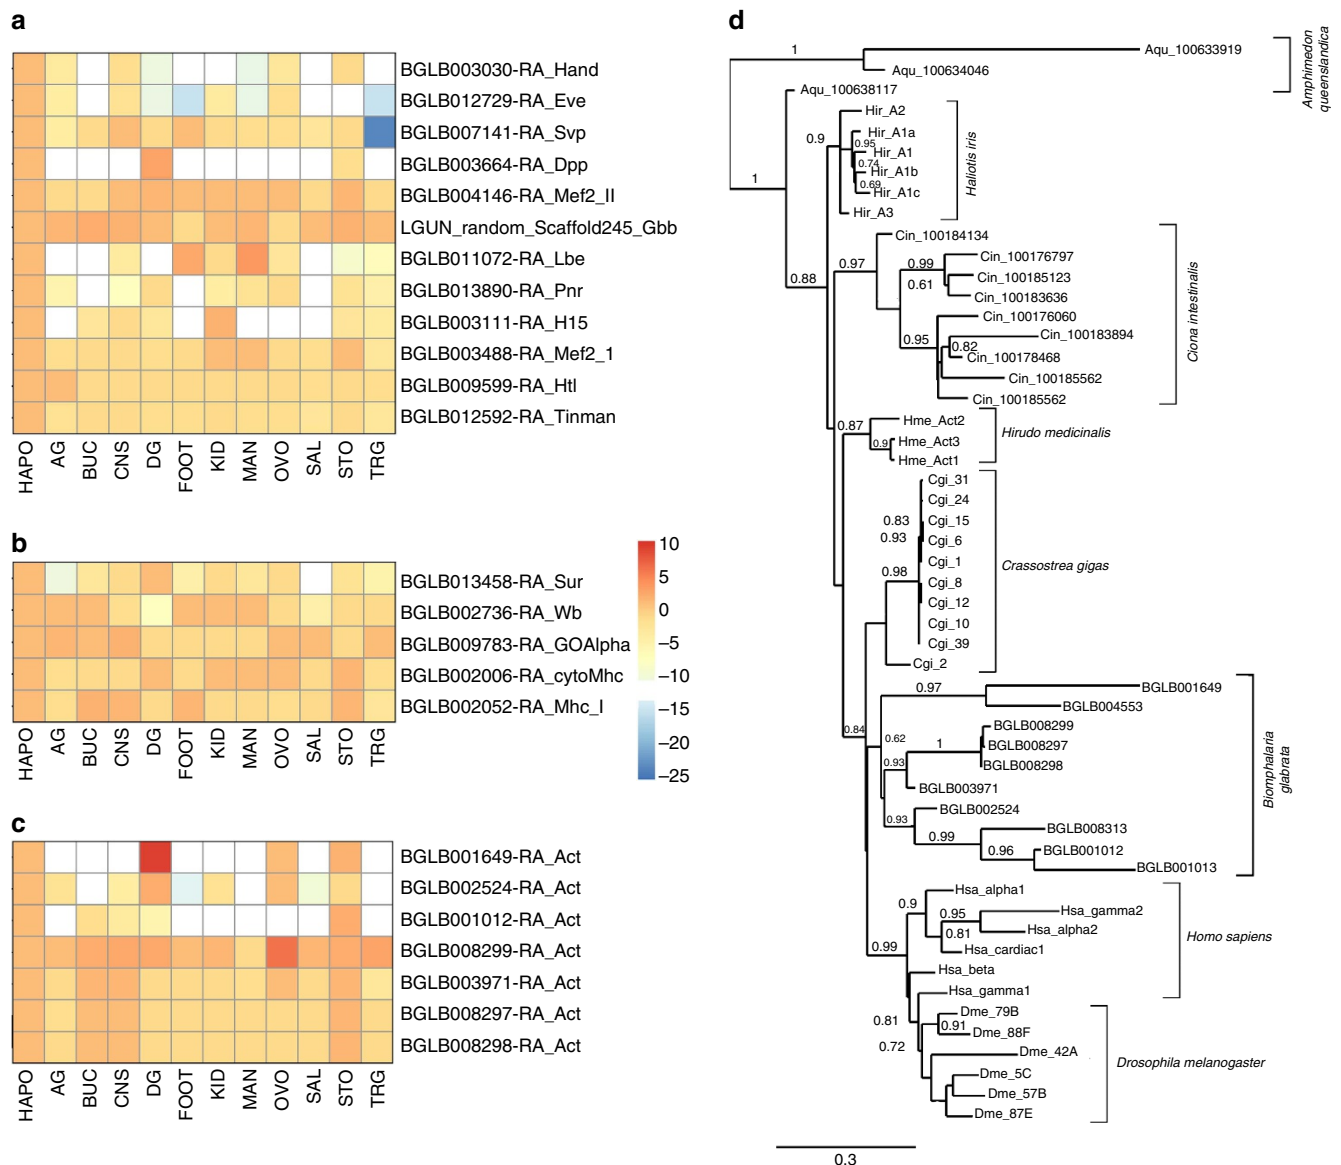 a
BGLB003030-RA_Hand
BGLB012729-RA_Eve
BGLB007141-RA_Svp
BGLB003664-RA_Dpp
BGLB004146-RA_Mef2_II
LGUN_random_Scaffold245_Gbb
BGLB011072-RA_Lbe
BGLB013890-RA_Pnr
BGLB003111-RA_H15
BGLB003488-RA_Mef2_1
BGLB009599-RA_Htl
BGLB012592-RA_Tinman
HAPO AG BUC CNS DG FOOT KID MAN OVO SAL STO TRG
b
BGLB013458-RA_Sur
BGLB002736-RA_Wb
BGLB009783-RA_GOAlpha
BGLB002006-RA_cytoMhc
BGLB002052-RA_Mhc_I
HAPO AG BUC CNS DG FOOT KID MAN OVO SAL STO TRG
10
5
0
−5
−10
−15
−20
−25
c
BGLB001649-RA_Act
BGLB002524-RA_Act
BGLB001012-RA_Act
BGLB008299-RA_Act
BGLB003971-RA_Act
BGLB008297-RA_Act
BGLB008298-RA_Act
HAPO AG BUC CNS DG FOOT KID MAN OVO SAL STO TRG
d
1
Aqu_100633919
Aqu_100634046
Amphimedon
queenslandica
Aqu_100638117
1
Hir_A2
0.9
Hir_A1a
0.95
Hir_A1
0.74
Hir_A1b
0.69
Hir_A1c
Hir_A3
Haliotis iris
0.88
Cin_100184134
0.97
Cin_100176797
0.99
Cin_100185123
0.61
Cin_100183636
Cin_100176060
0.95
Cin_100183894
0.82
Cin_100178468
Cin_100185562
Cin_100185562
Ciona intestinalis
0.87
Hme_Act2
0.9
Hme_Act3
Hme_Act1
Hirudo medicinalis
Cgi_31
Cgi_24
0.83
Cgi_15
0.93
Cgi_6
Cgi_1
0.98
Cgi_8
Cgi_12
Cgi_10
Cgi_39
Cgi_2
Crassostrea gigas
0.84
0.97
BGLB001649
BGLB004553
0.62
BGLB008299
1
BGLB008297
0.93
BGLB008298
BGLB003971
BGLB002524
0.93
BGLB008313
0.99
0.96
BGLB001012
BGLB001013
Biomphalaria
glabrata
0.99
0.9
Hsa_alpha1
0.95
Hsa_gamma2
0.81
Hsa_alpha2
Hsa_cardiac1
Hsa_beta
Hsa_gamma1
Homo sapiens
0.81
Dme_79B
0.91
Dme_88F
0.72
Dme_42A
Dme_5C
Dme_57B
Dme_87E
Drosophila melanogaster
0.3